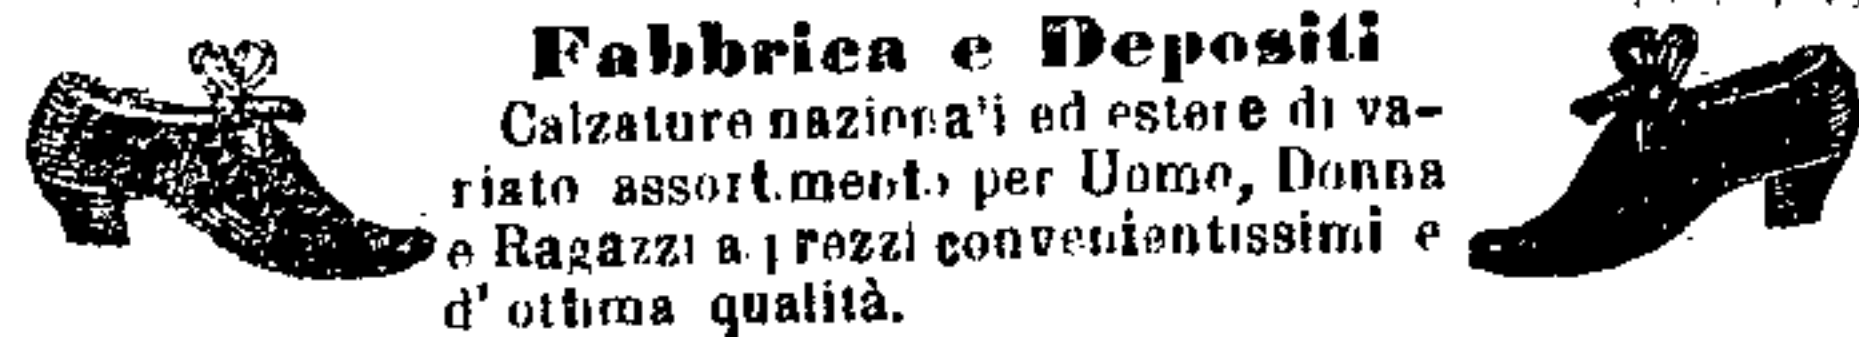 Fabbrica e Depositi
Calzature nazionali ed estere di va-
riato assortimento per Uomo, Donna
e Ragazzi a prezzi convenientissimi e
d'ottima qualità.